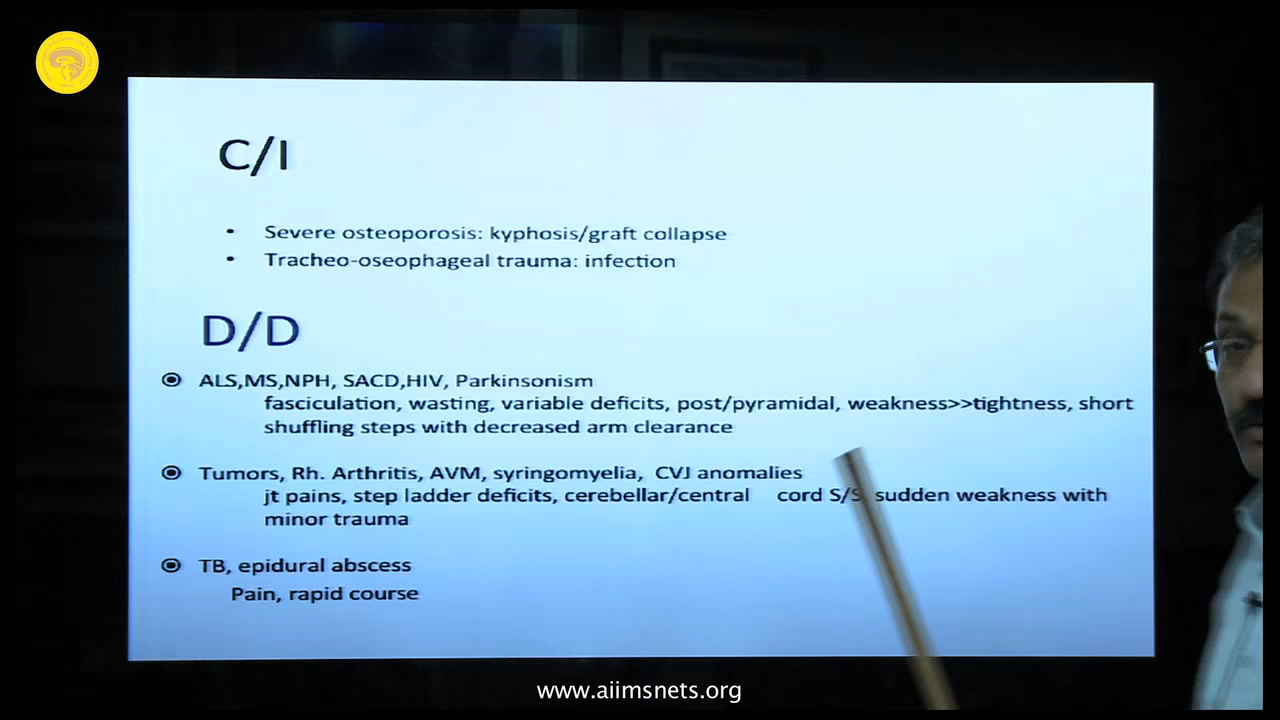 C/I
• Severe osteoporosis: kyphosis/graft collapse
• Tracheo-oseophageal trauma: infection
D/D
ALS,MS,NPH, SACD,HIV, Parkinsonism
fasciculation, wasting, variable deficits, post/pyramidal, weakness>>tightness, short
shuffling steps with decreased arm clearance
Tumors, Rh. Arthritis, AVM, syringomyelia, CVJ anomalies
jt pains, step ladder deficits, cerebellar/central cord S/S, sudden weakness with
minor trauma
TB, epidural abscess
Pain, rapid course
www.aiimsnets.org